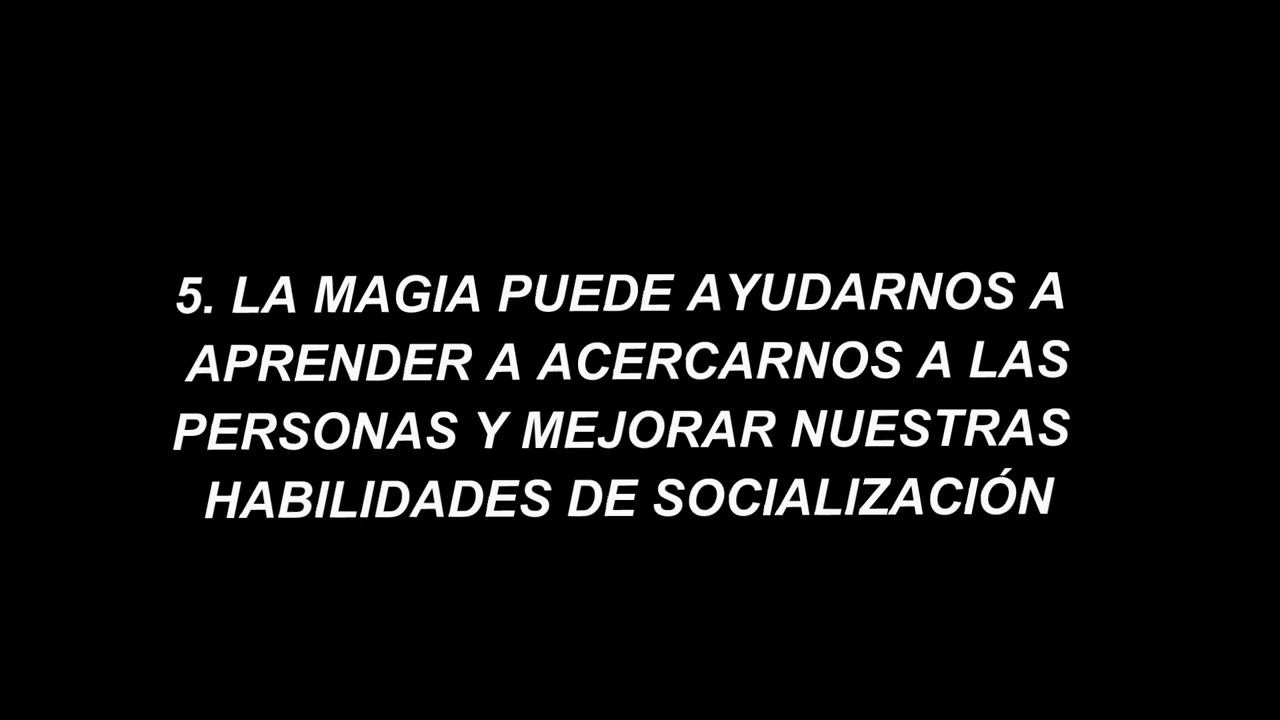 5. LA MAGIA PUEDE AYUDARNOS A
APRENDER A ACERCARNOS A LAS
PERSONAS Y MEJORAR NUESTRAS
HABILIDADES DE SOCIALIZACIÓN